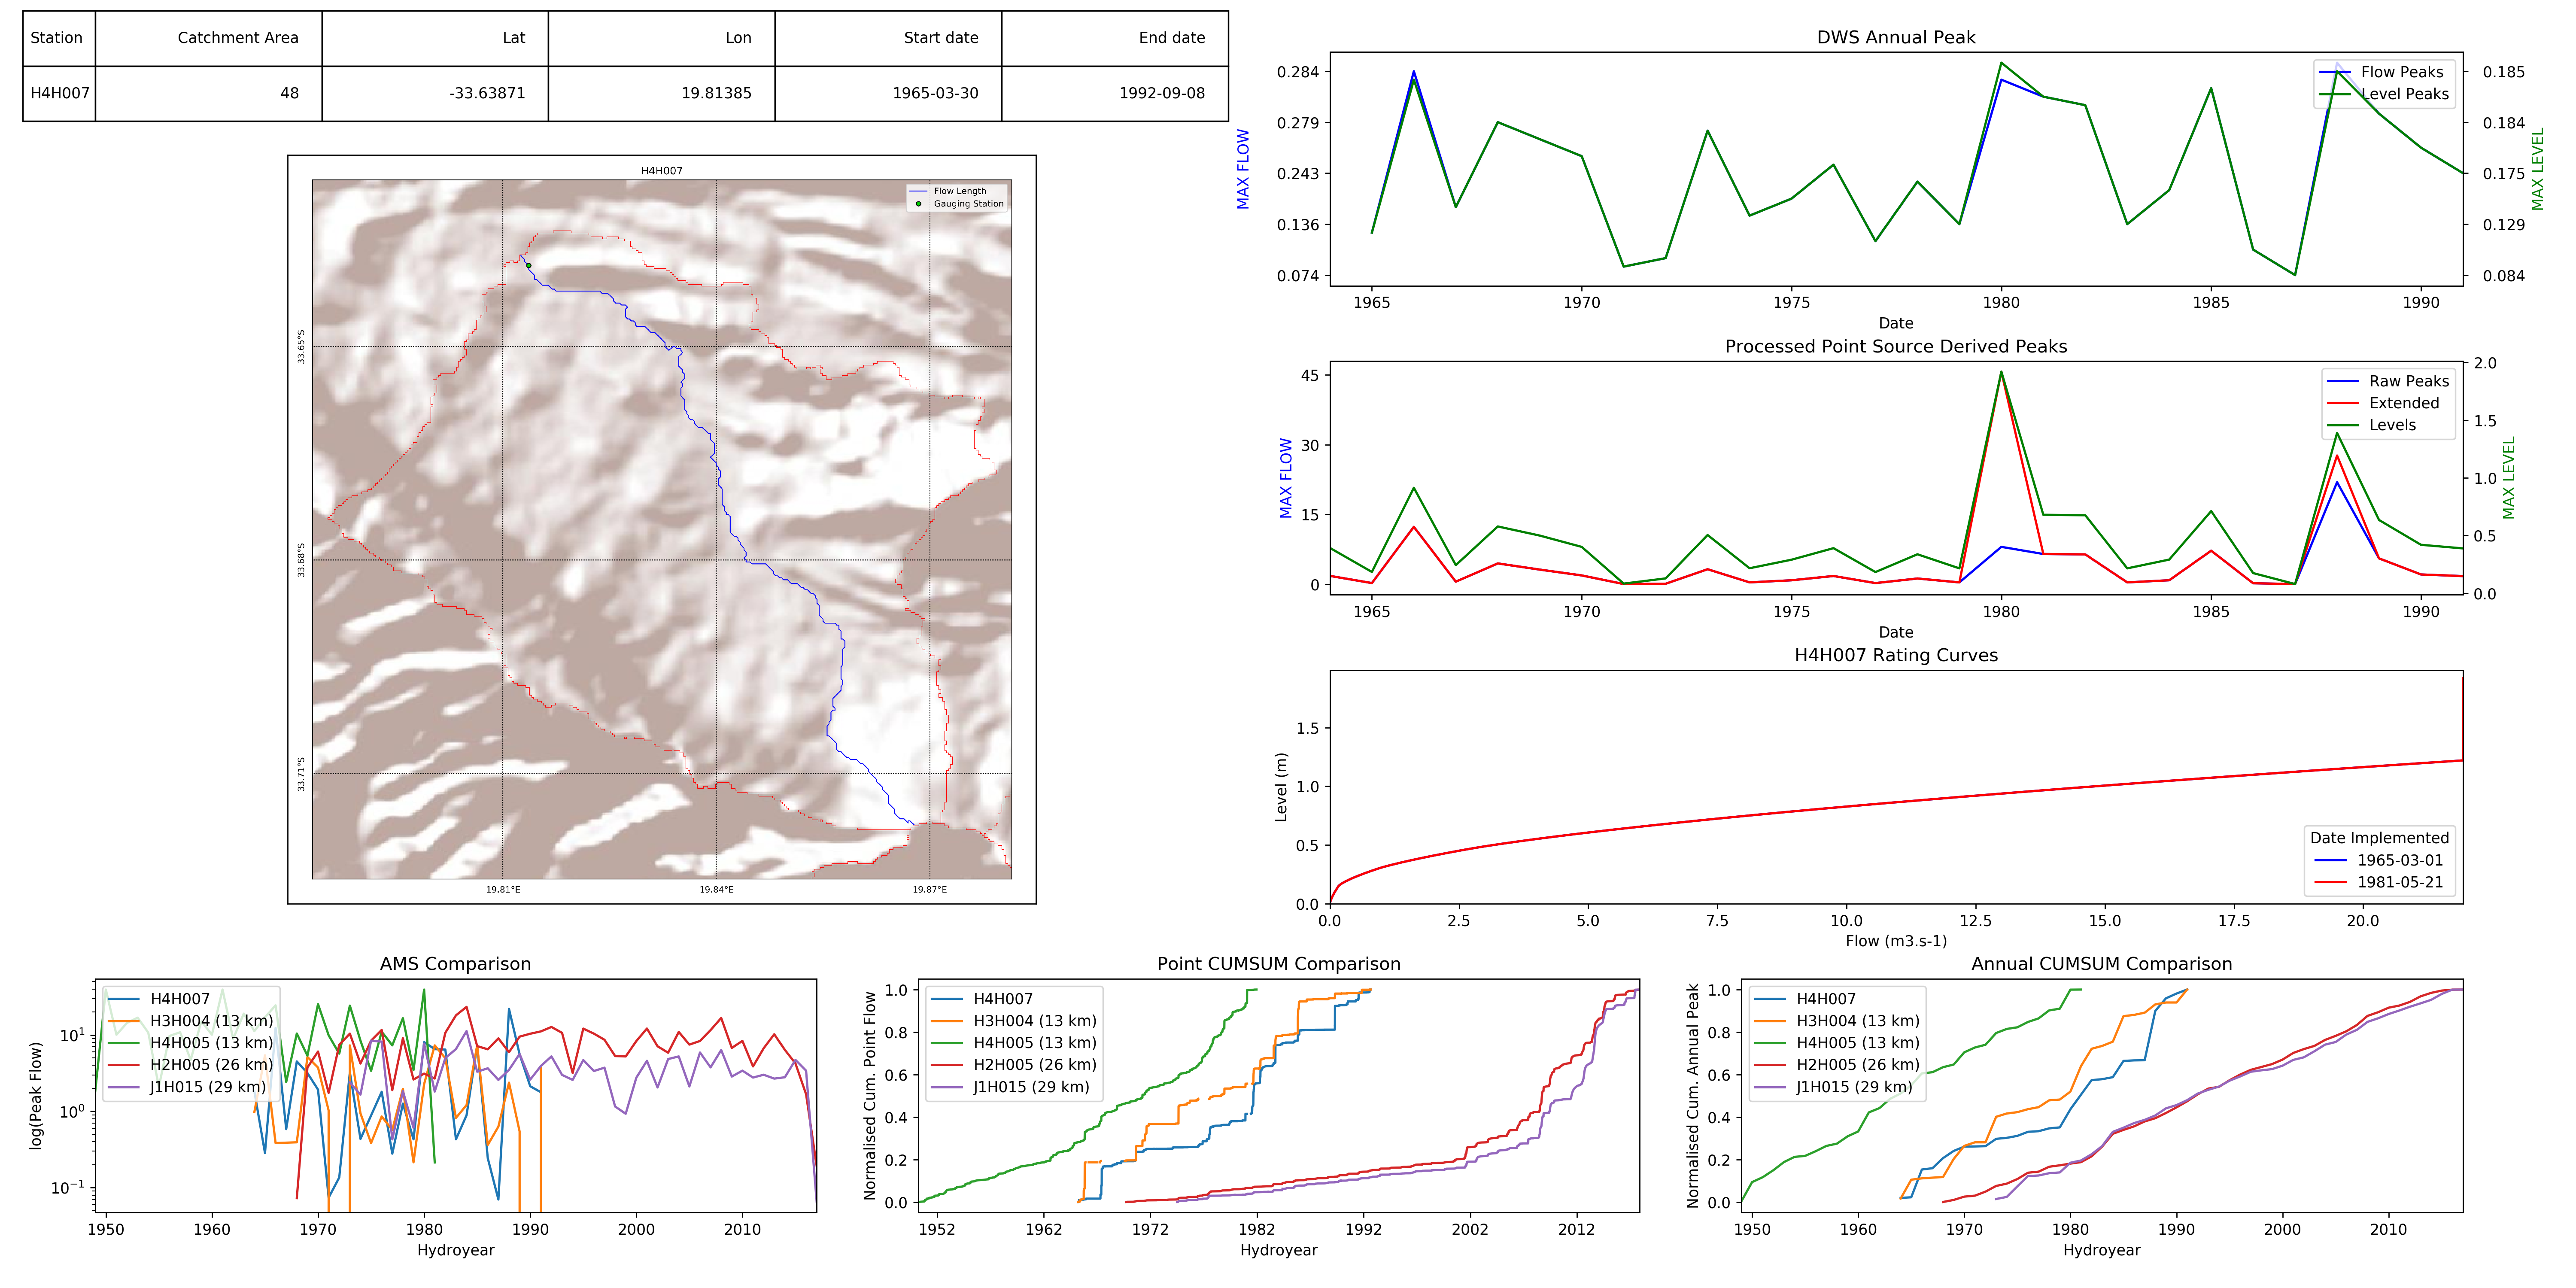 Station Catchment Area Lat Lon Start date End date
H4H007 48 -33.63871 19.81385 1965-03-30 1992-09-08
H4H007
Flow Length
Gauging Station
33.65°S
33.68°S
33.71°S
19.81°E 19.84°E 19.87°E
DWS Annual Peak
MAX FLOW
0.284
0.279
0.243
0.136
0.074
Flow Peaks
Level Peaks
0.185
0.184
0.175
0.129
0.084
MAX LEVEL
1965 1970 1975 1980 1985 1990
Date
Processed Point Source Derived Peaks
MAX FLOW
45
30
15
0
Raw Peaks
Extended
Levels
2.0
1.5
1.0
0.5
0.0
MAX LEVEL
1965 1970 1975 1980 1985 1990
Date
H4H007 Rating Curves
Level (m)
1.5
1.0
0.5
0.0
Date Implemented
1965-03-01
1981-05-21
0.0 2.5 5.0 7.5 10.0 12.5 15.0 17.5 20.0
Flow (m3.s-1)
AMS Comparison
log(Peak Flow)
10¹
10⁰
10⁻¹
H4H007
H3H004 (13 km)
H4H005 (13 km)
H2H005 (26 km)
J1H015 (29 km)
1950 1960 1970 1980 1990 2000 2010
Hydroyear
Point CUMSUM Comparison
Normalised Cum. Point Flow
1.0
0.8
0.6
0.4
0.2
0.0
H4H007
H3H004 (13 km)
H4H005 (13 km)
H2H005 (26 km)
J1H015 (29 km)
1952 1962 1972 1982 1992 2002 2012
Hydroyear
Annual CUMSUM Comparison
Normalised Cum. Annual Peak
1.0
0.8
0.6
0.4
0.2
0.0
H4H007
H3H004 (13 km)
H4H005 (13 km)
H2H005 (26 km)
J1H015 (29 km)
1950 1960 1970 1980 1990 2000 2010
Hydroyear